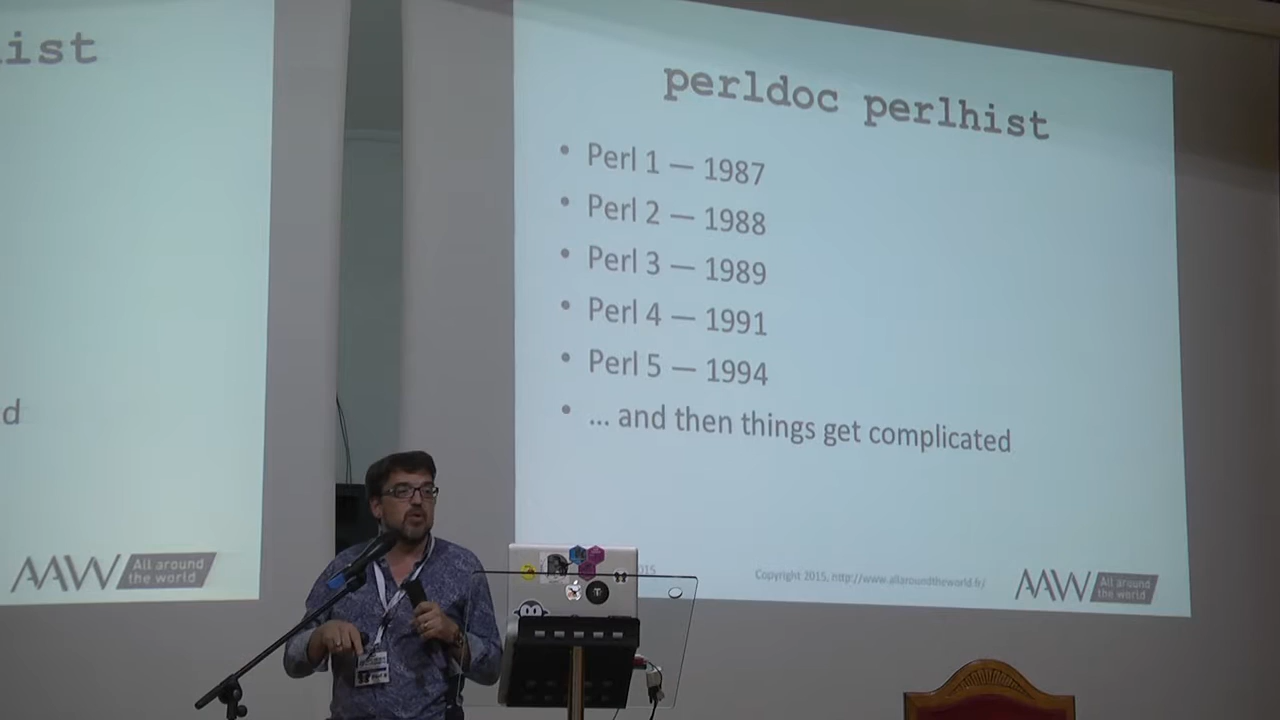 ist
d
AAW All around
the world
perldoc perlhist
• Perl 1 — 1987
• Perl 2 — 1988
• Perl 3 — 1989
• Perl 4 — 1991
• Perl 5 — 1994
• ... and then things get complicated
015
Copyright 2015, http://www.allaroundtheworld.fr/
AAW All around
the world
T